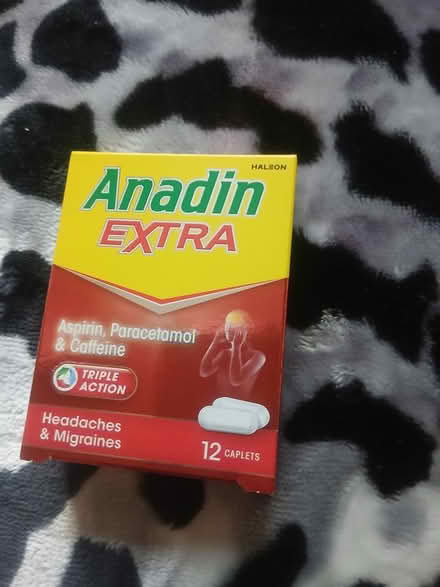 HALEON
Anadin
EXTRA
Aspirin, Paracetamol
& Caffeine
TRIPLE
ACTION
Headaches
& Migraines
12 CAPLETS